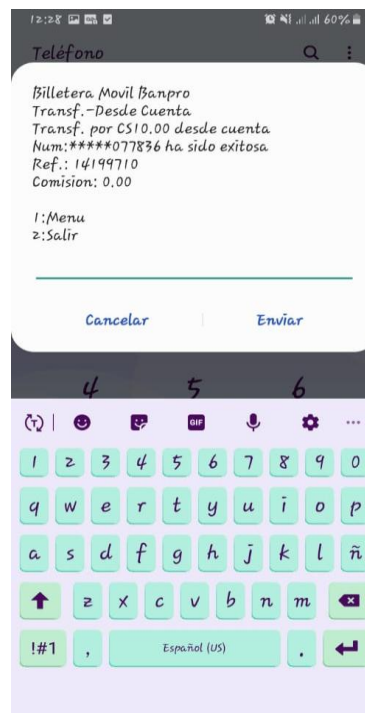 12:28 60%
Teléfono
Billetera Movil Banpro
Transf.-Desde Cuenta
Transf. por C$10.00 desde cuenta
Num:*****077836 ha sido exitosa
Ref.: 14199710
Comision: 0.00
1:Menu
2:Salir
Cancelar Enviar
4 5 6
GIF
1 2 3 4 5 6 7 8 9 0
q w e r t y u i o p
a s d f g h j k l ñ
z x c v b n m
!#1 , Español (US) .